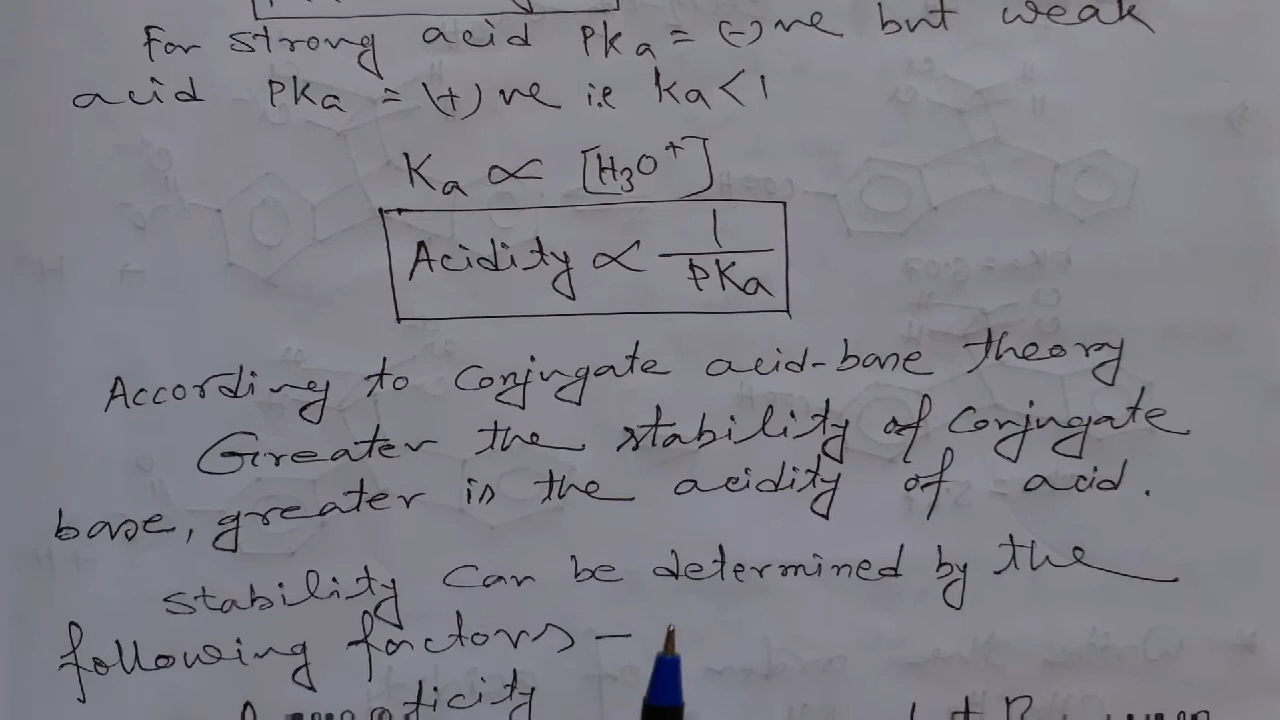 For strong acid PKa = (-)ve but weak
acid PKa = (+)ve i.e Ka < 1
Ka ∝ [H3O+]
Acidity ∝ 1/PKa
According to Conjugate acid-base theory
Greater the stability of Conjugate
base, greater is the acidity of acid.
stability can be determined by the
following factors –
Aromaticity